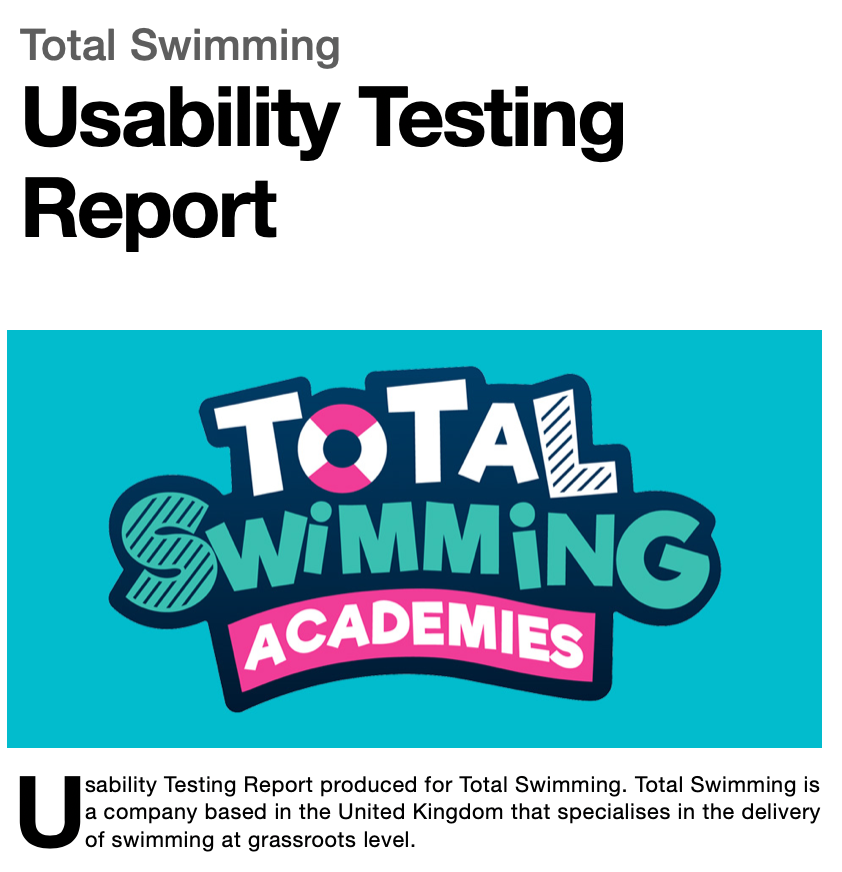 Total Swimming
Usability Testing
Report
TOTAL
SWiMMiNG
ACADEMIES
Usability Testing Report produced for Total Swimming. Total Swimming is
a company based in the United Kingdom that specialises in the delivery
of swimming at grassroots level.